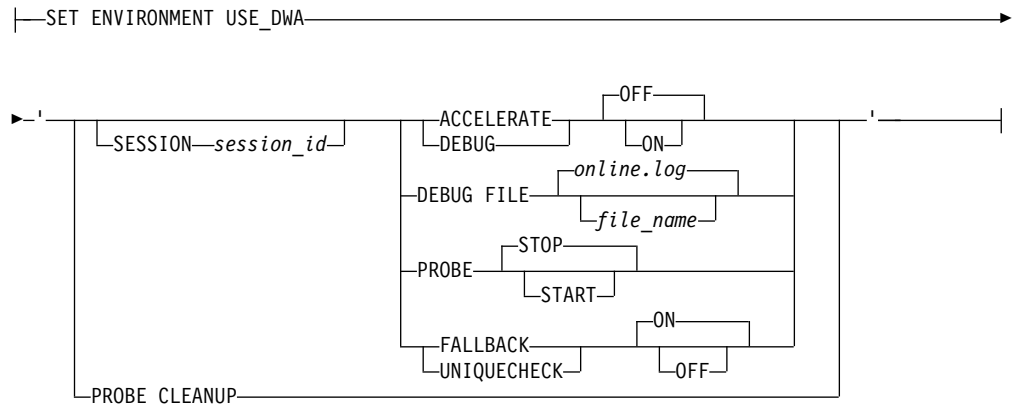 SET ENVIRONMENT USE_DWA
'
OFF
ACCELERATE
'
SESSION session_id
DEBUG
ON
online.log
DEBUG FILE
file_name
STOP
PROBE
START
ON
FALLBACK
UNIQUECHECK
OFF
PROBE CLEANUP